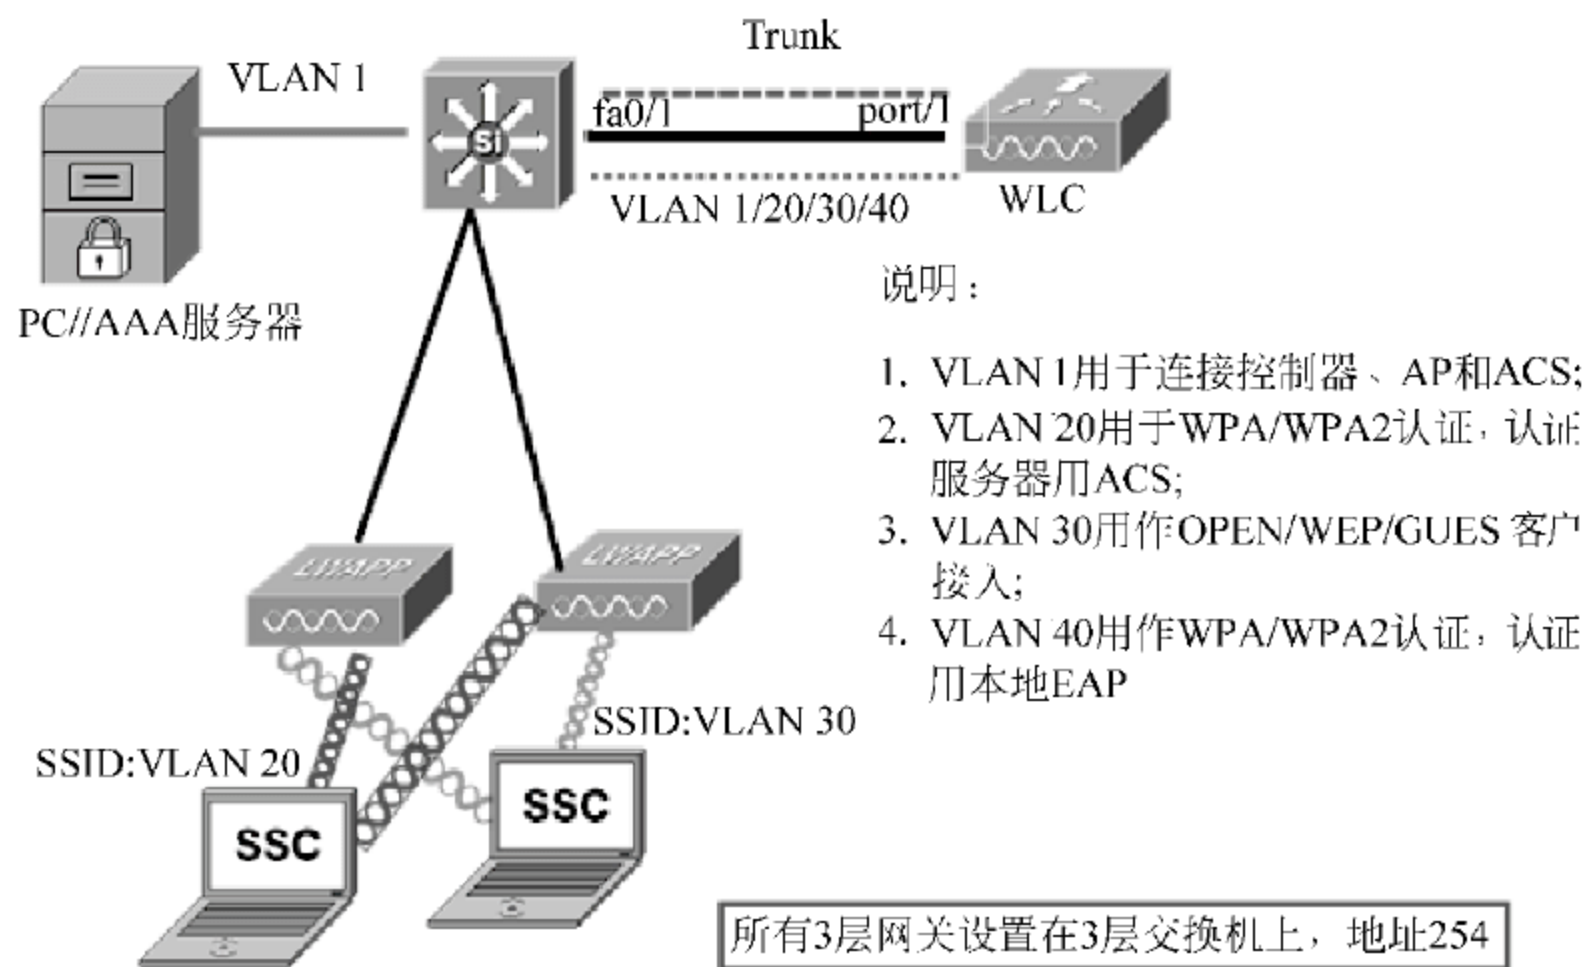 Trunk
VLAN 1
fa0/1
port/1
Si
VLAN 1/20/30/40
WLC
PC//AAA服务器
说明：
1. VLAN 1用于连接控制器、AP和ACS;
2. VLAN 20用于WPA/WPA2认证，认证
服务器用ACS;
3. VLAN 30用作OPEN/WEP/GUES 客户
接入;
4. VLAN 40用作WPA/WPA2认证，认证
用本地EAP
LWAPP
LWAPP
SSID:VLAN 30
SSID:VLAN 20
SSC
SSC
所有3层网关设置在3层交换机上，地址254